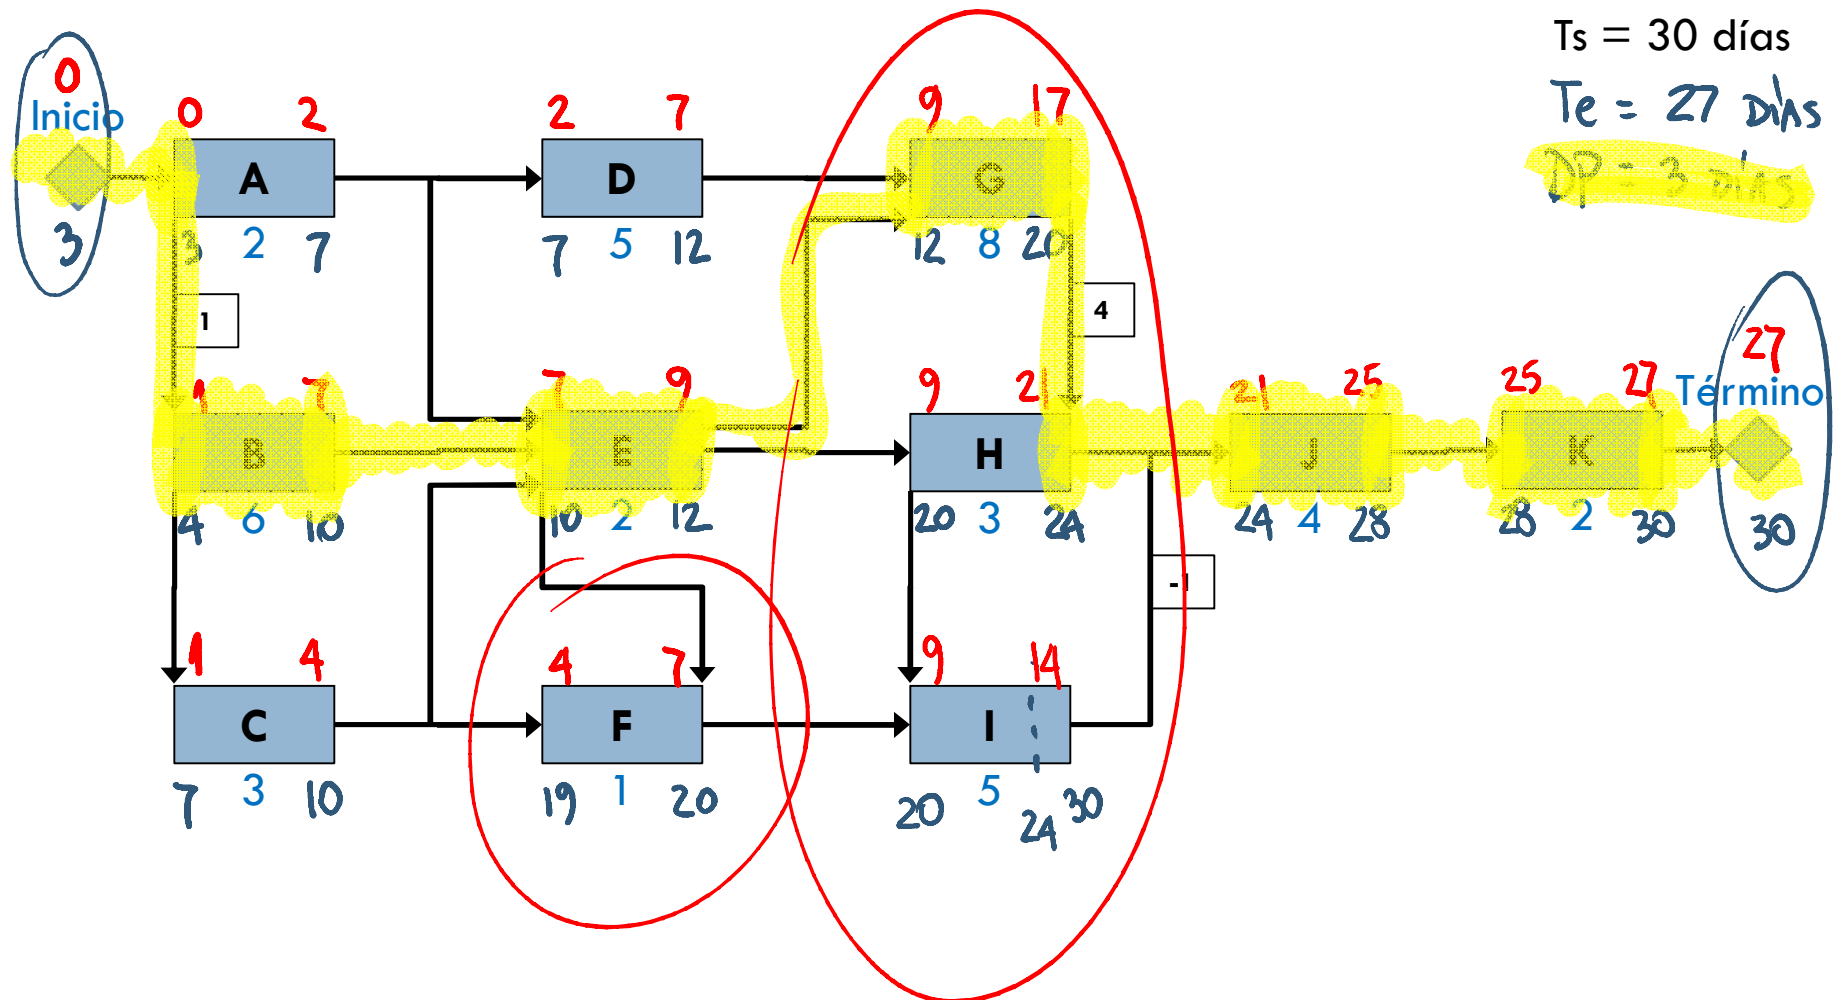 Ts = 30 días
Te = 27 DÍAS
DP = 3 DÍAS
0
Inicio
3
0 2
A
3 2 7
2 7
D
7 5 12
9 17
G
12 8 20
1
4
1 7
B
4 6 10
7 9
E
10 2 12
9 21
H
20 3 24
21 25
J
24 4 28
25 27
K
28 2 30
27
Término
30
-1
1 4
C
7 3 10
4 7
F
19 1 20
9 14
I
20 5 24 30